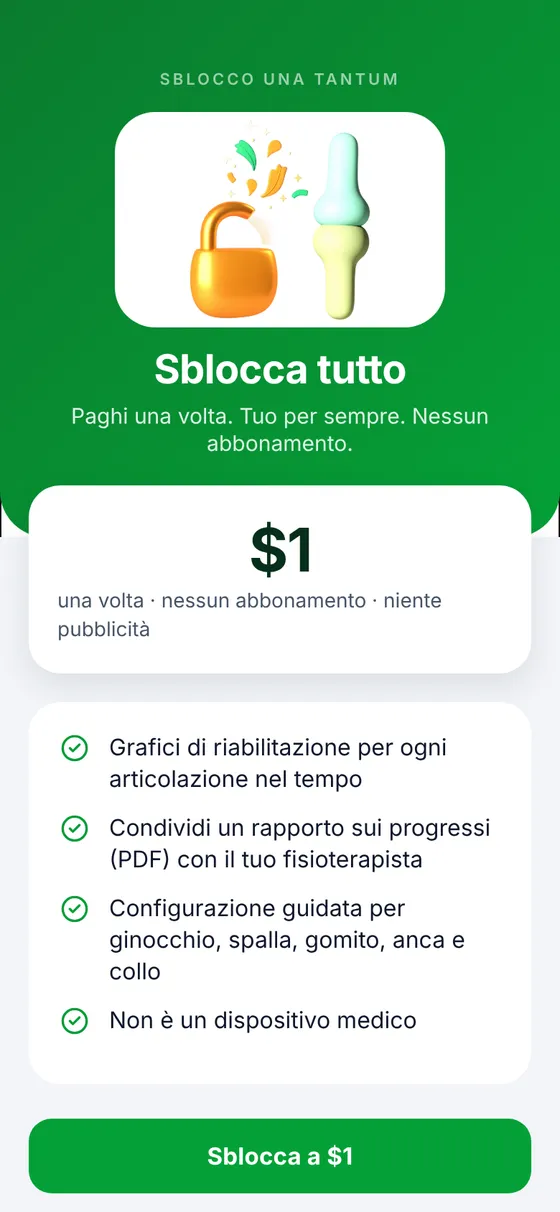 SBLOCCO UNA TANTUM
Sblocca tutto
Paghi una volta. Tuo per sempre. Nessun
abbonamento.
$1
una volta · nessun abbonamento · niente
pubblicità
Grafici di riabilitazione per ogni
articolazione nel tempo
Condividi un rapporto sui progressi
(PDF) con il tuo fisioterapista
Configurazione guidata per
ginocchio, spalla, gomito, anca e
collo
Non è un dispositivo medico
Sblocca a $1